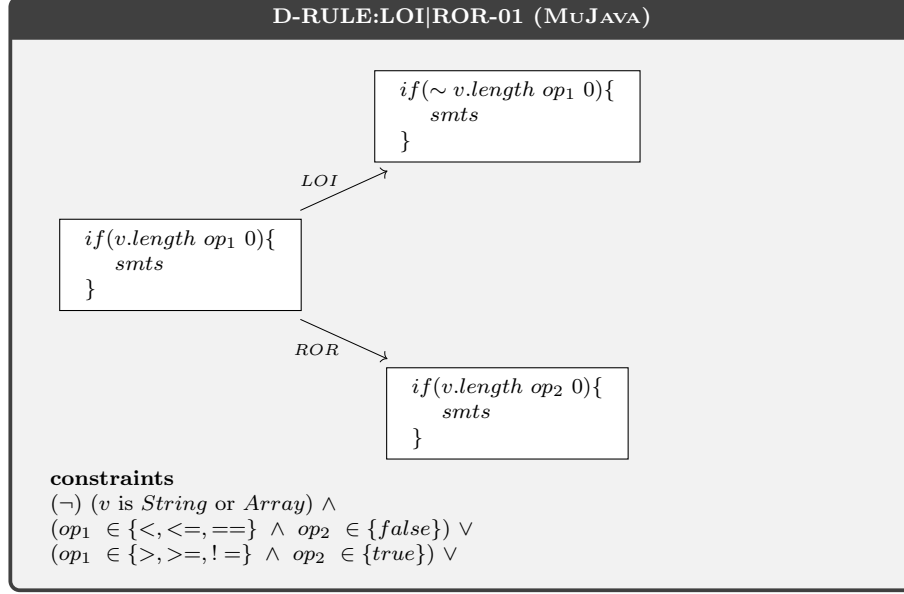 D-RULE:LOI|ROR-01 (MUJAVA)
if(∼ v.length op₁ 0){
smts
}
LOI
if(v.length op₁ 0){
smts
}
ROR
if(v.length op₂ 0){
smts
}
constraints
(¬) (v is String or Array) ∧
(op₁ ∈ {<, <=, ==} ∧ op₂ ∈ {false}) ∨
(op₁ ∈ {>, >=, ! =} ∧ op₂ ∈ {true}) ∨